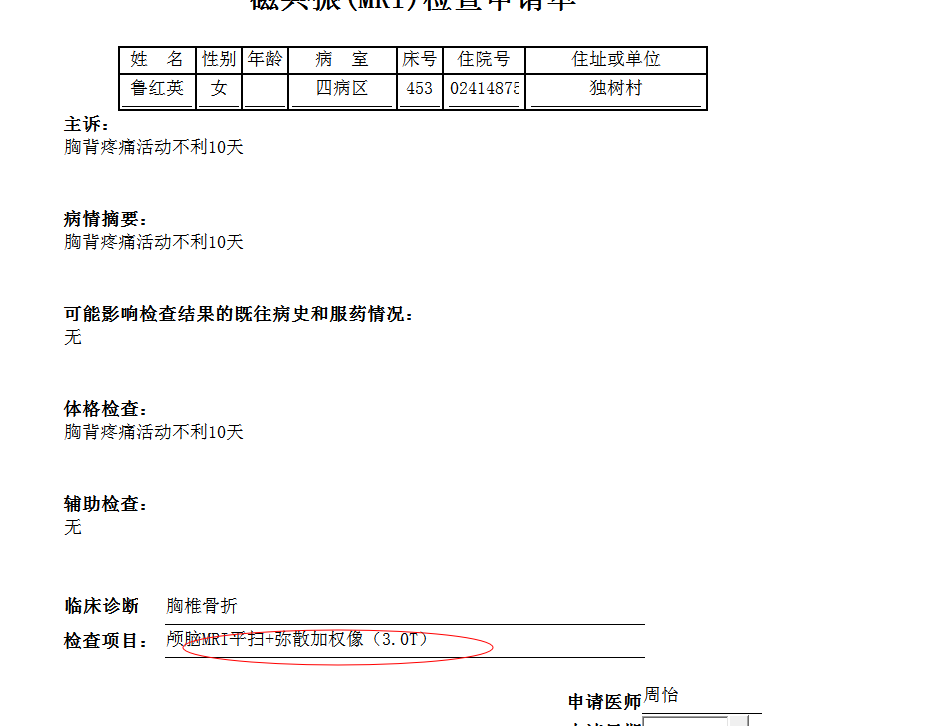 磁共振(MRI)检查申请单
姓 名 性别 年龄 病 室 床号 住院号 住址或单位
鲁红英 女 四病区 453 02414875 独树村
主诉：
胸背疼痛活动不利10天
病情摘要：
胸背疼痛活动不利10天
可能影响检查结果的既往病史和服药情况：
无
体格检查：
胸背疼痛活动不利10天
辅助检查：
无
临床诊断 胸椎骨折
检查项目： 颅脑MRI平扫+弥散加权像（3.0T）
申请医师 周怡